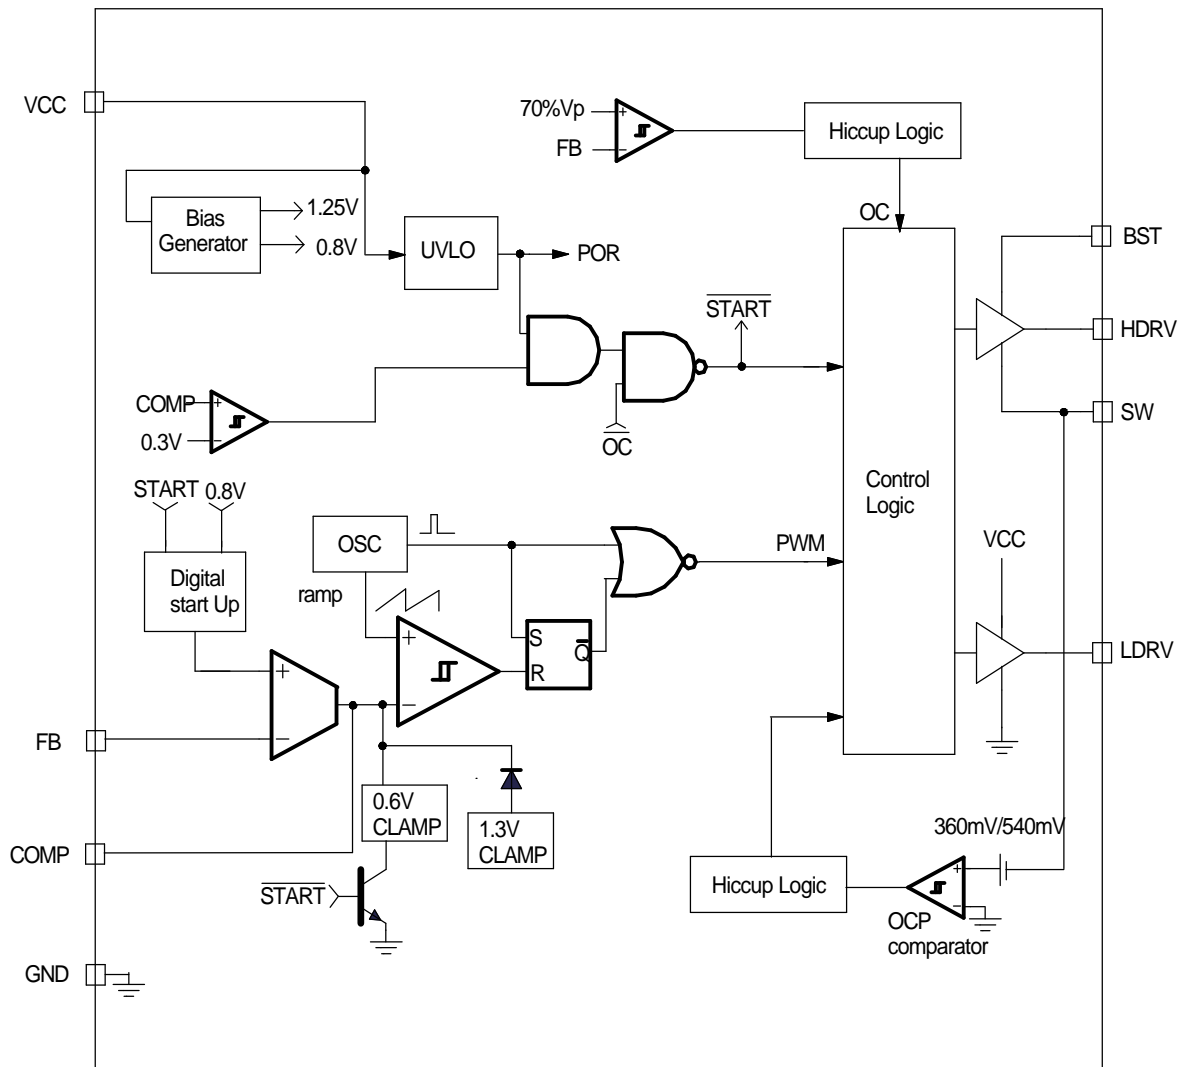 VCC
70%Vp
+
FB
−
Hiccup Logic
OC
Bias
Generator
1.25V
0.8V
UVLO
POR
START
BST
HDRV
SW
COMP
+
0.3V
−
OC
Control
Logic
START 0.8V
Digital
start Up
OSC
ramp
PWM
VCC
S
R
Q
+
−
+
−
LDRV
FB
0.6V
CLAMP
1.3V
CLAMP
COMP
START
360mV/540mV
Hiccup Logic
+
−
OCP
comparator
GND